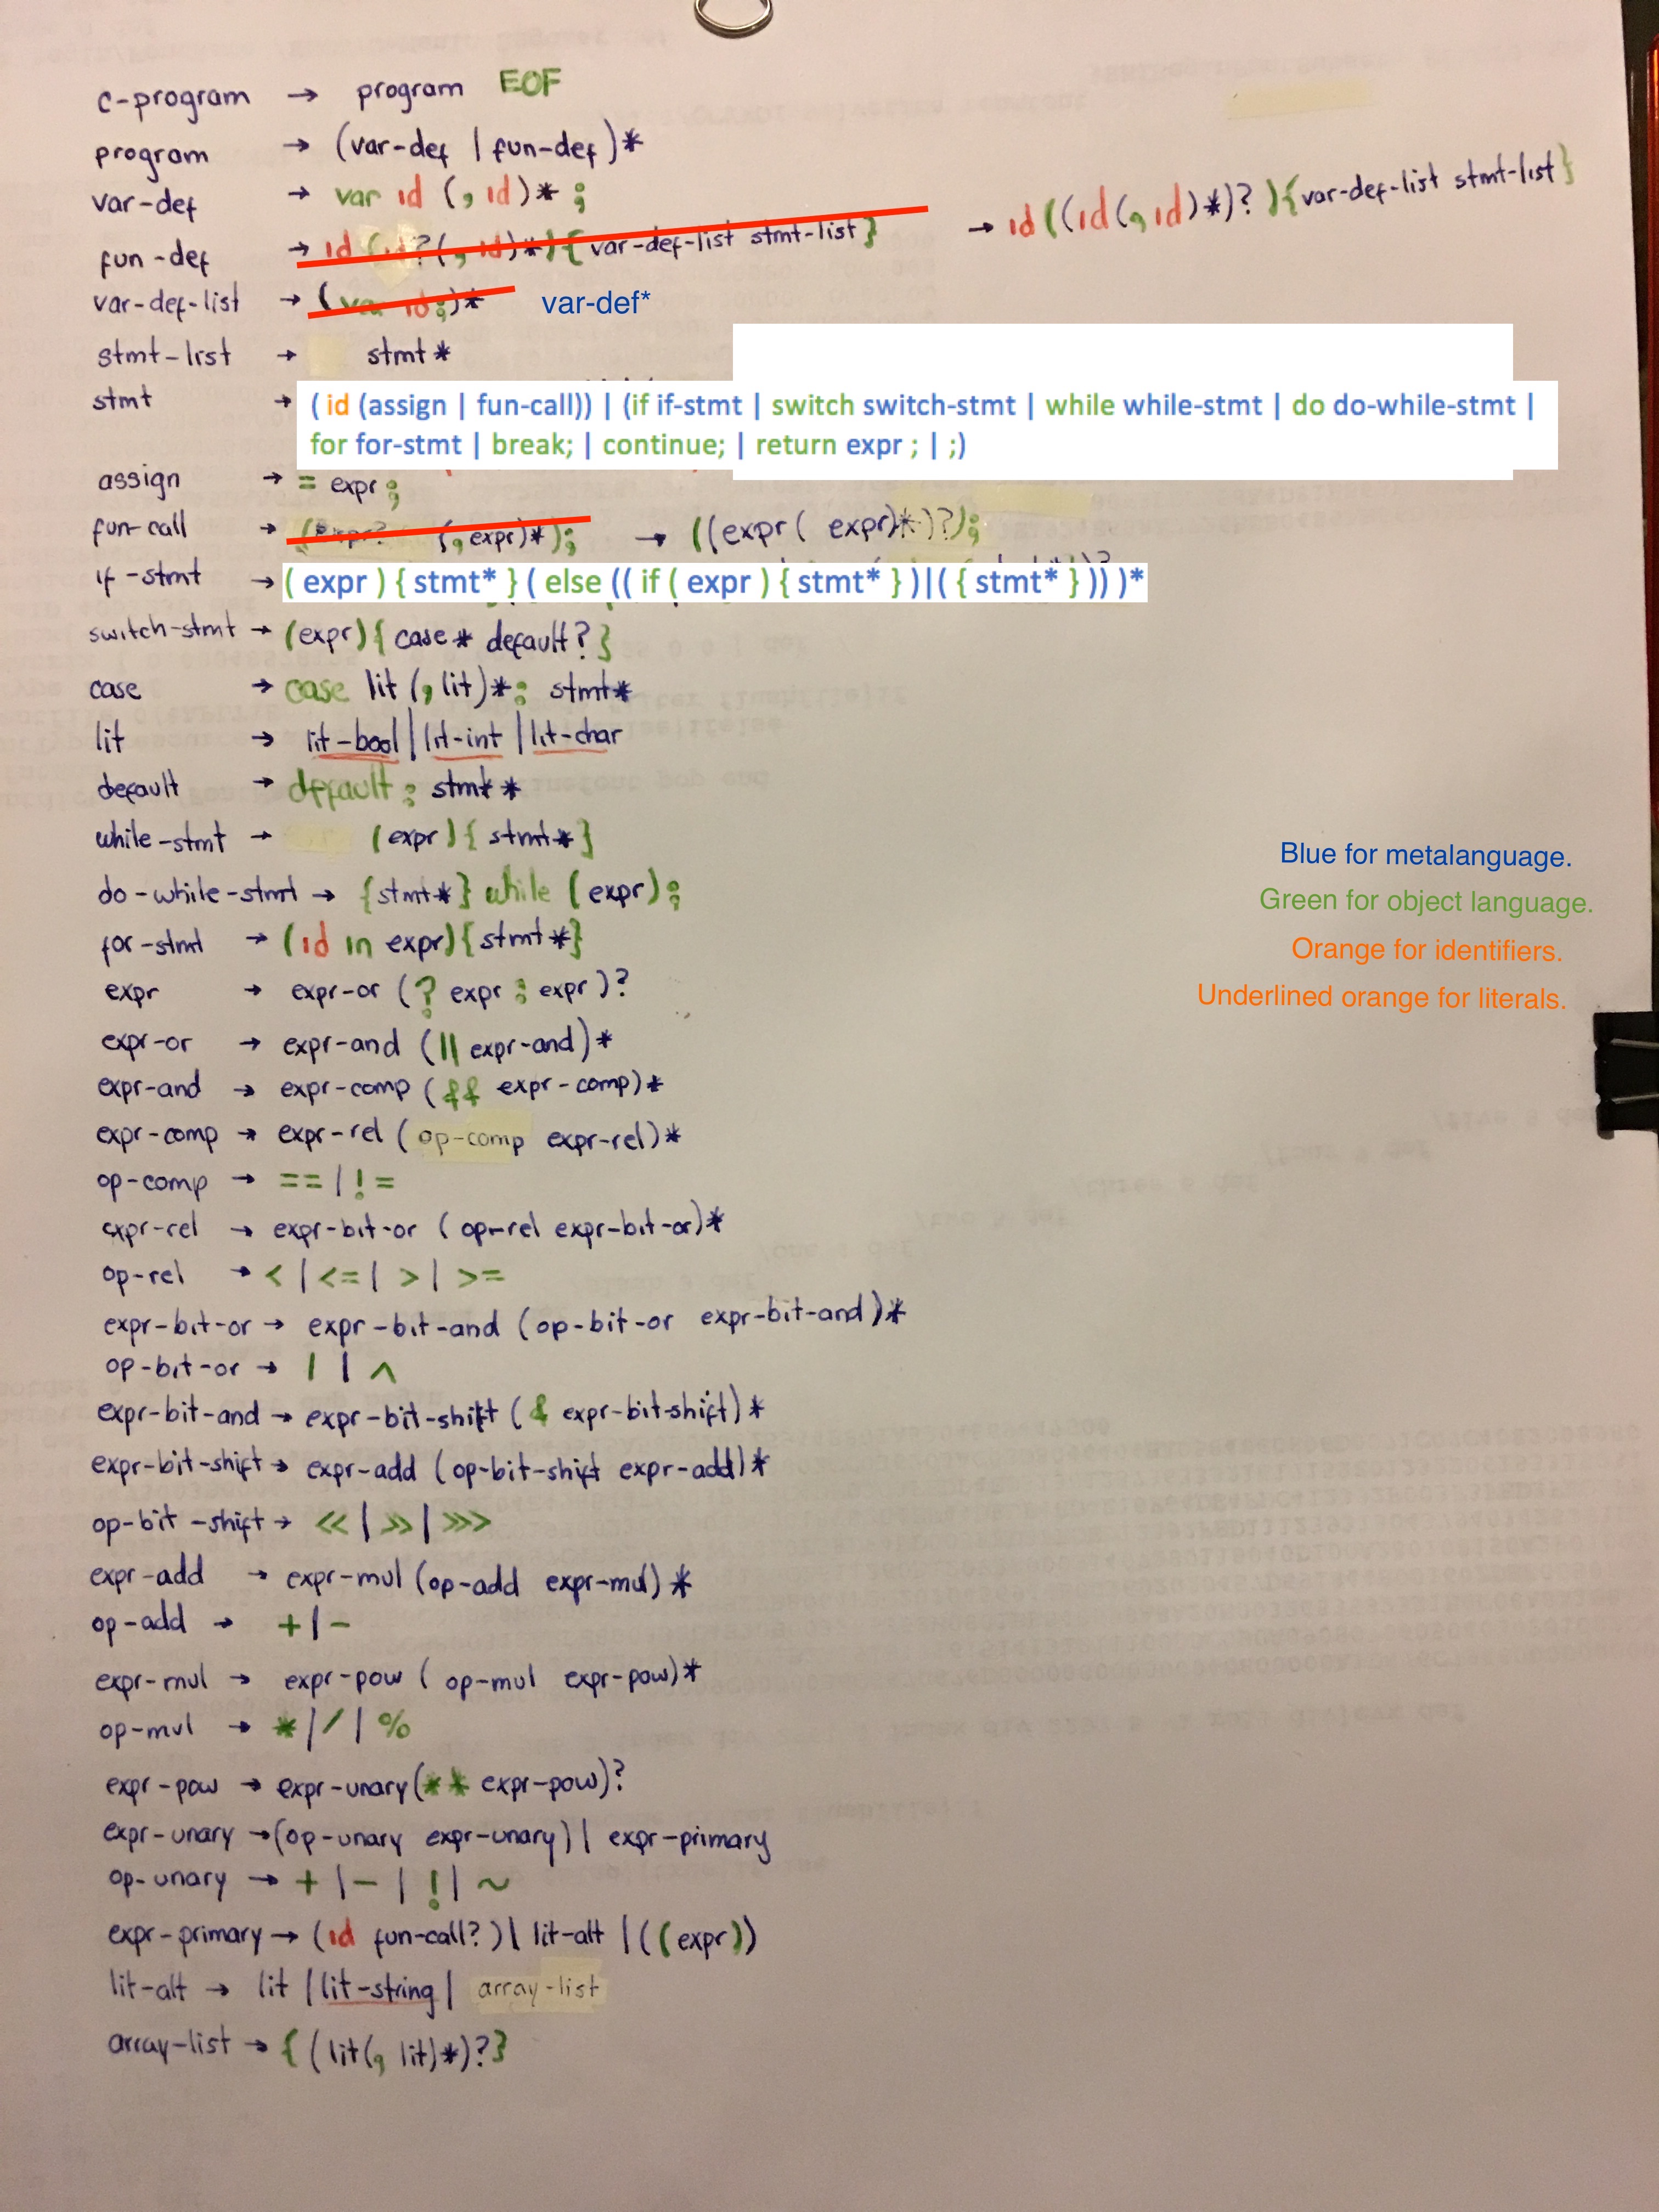 c-program → program EOF
program → (var-def | fun-def)*
var-def → var id (, id)* ;
fun-def → id (id?(, id)*){ var-def-list stmt-list} → id((id(,id)*)?){var-def-list stmt-list}
var-def-list → (var id;)* var-def*
stmt-list → stmt*
stmt → ( id (assign | fun-call)) | (if if-stmt | switch switch-stmt | while while-stmt | do do-while-stmt |
for for-stmt | break; | continue; | return expr ; | ;)
assign → = expr;
fun-call → (expr? (, expr)*); → ((expr( expr)*)?);
if-stmt → ( expr ) { stmt* } ( else (( if ( expr ) { stmt* } )|( { stmt* } )) )*
switch-stmt → (expr){ case* default? }
case → case lit (, lit)*: stmt*
lit → lit-bool | lit-int | lit-char
default → default : stmt*
while-stmt → (expr){ stmt*}
Blue for metalanguage.
do-while-stmt → {stmt*} while (expr);
Green for object language.
for-stmt → (id in expr){stmt*}
Orange for identifiers.
expr → expr-or (? expr : expr)?
Underlined orange for literals.
expr-or → expr-and (|| expr-and)*
expr-and → expr-comp (&& expr-comp)*
expr-comp → expr-rel (op-comp expr-rel)*
op-comp → == | !=
expr-rel → expr-bit-or (op-rel expr-bit-or)*
op-rel → < | <= | > | >=
expr-bit-or → expr-bit-and (op-bit-or expr-bit-and)*
op-bit-or → | | ^
expr-bit-and → expr-bit-shift (& expr-bit-shift)*
expr-bit-shift → expr-add (op-bit-shift expr-add)*
op-bit-shift → << | >> | >>>
expr-add → expr-mul (op-add expr-mul)*
op-add → + | -
expr-mul → expr-pow ( op-mul expr-pow)*
op-mul → * | / | %
expr-pow → expr-unary(** expr-pow)?
expr-unary → (op-unary expr-unary) | expr-primary
op-unary → + | - | ! | ~
expr-primary → (id fun-call?) | lit-alt | ((expr))
lit-alt → lit | lit-string | array-list
array-list → { (lit(, lit)*)?}